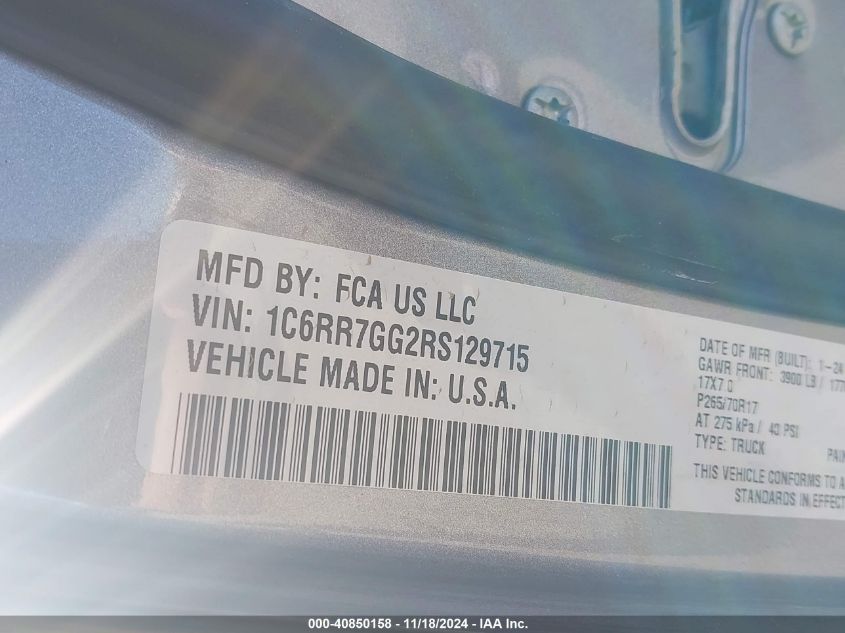 MFD BY: FCA US LLC
VIN: 1C6RR7GG2RS129715
VEHICLE MADE IN: U.S.A.
DATE OF MFR (BUILT): 1-24
GAWR FRONT: 3900 LB /
17X7.0
P265/70R17
AT 275 kPa / 40 PSI
TYPE: TRUCK
THIS VEHICLE CONFORMS TO
STANDARDS IN EFFECT
000-40850158 - 11/18/2024 - IAA Inc.